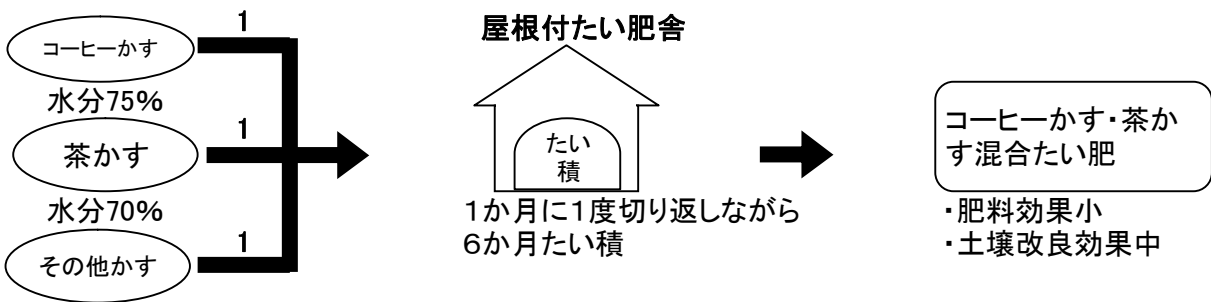 1
コーヒーかす
水分75%
1
茶かす
水分70%
1
その他かす
屋根付たい肥舎
たい
積
1か月に1度切り返しながら
6か月たい積
コーヒーかす・茶か
す混合たい肥
・肥料効果小
・土壌改良効果中